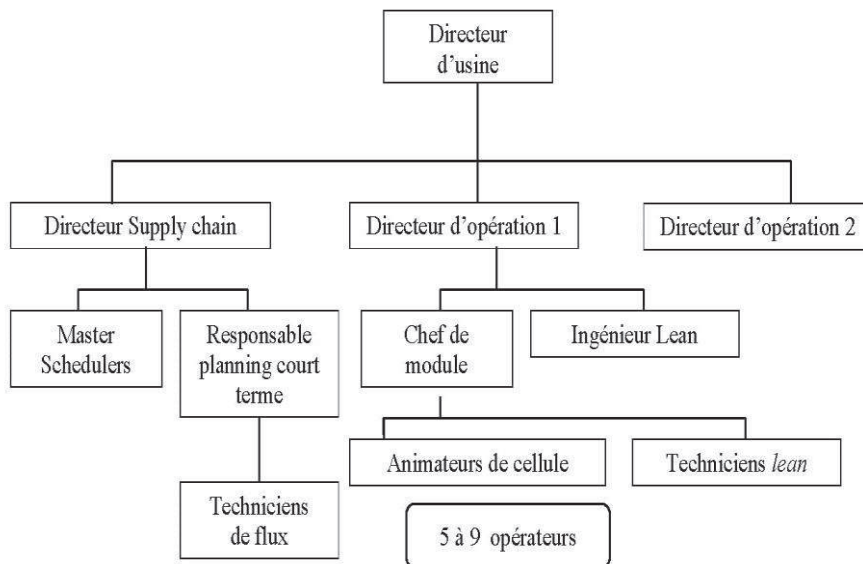 Directeur
d'usine
Directeur Supply chain
Directeur d'opération 1
Directeur d'opération 2
Master
Schedulers
Responsable
planning court
terme
Chef de
module
Ingénieur Lean
Animateurs de cellule
Techniciens lean
Techniciens
de flux
5 à 9 opérateurs